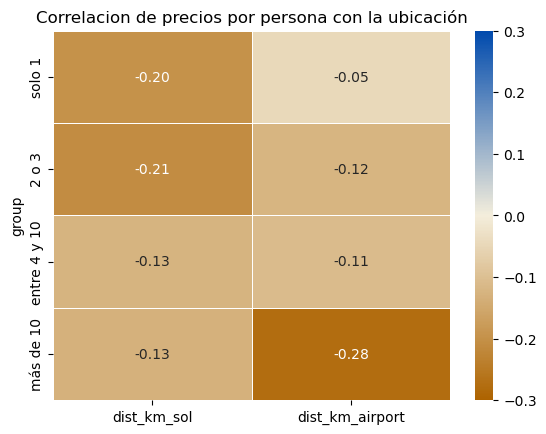 Correlacion de precios por persona con la ubicación
group
solo 1
2 o 3
entre 4 y 10
más de 10
-0.20
-0.05
-0.21
-0.12
-0.13
-0.11
-0.13
-0.28
dist_km_sol
dist_km_airport
0.3
0.2
0.1
0.0
−0.1
−0.2
−0.3